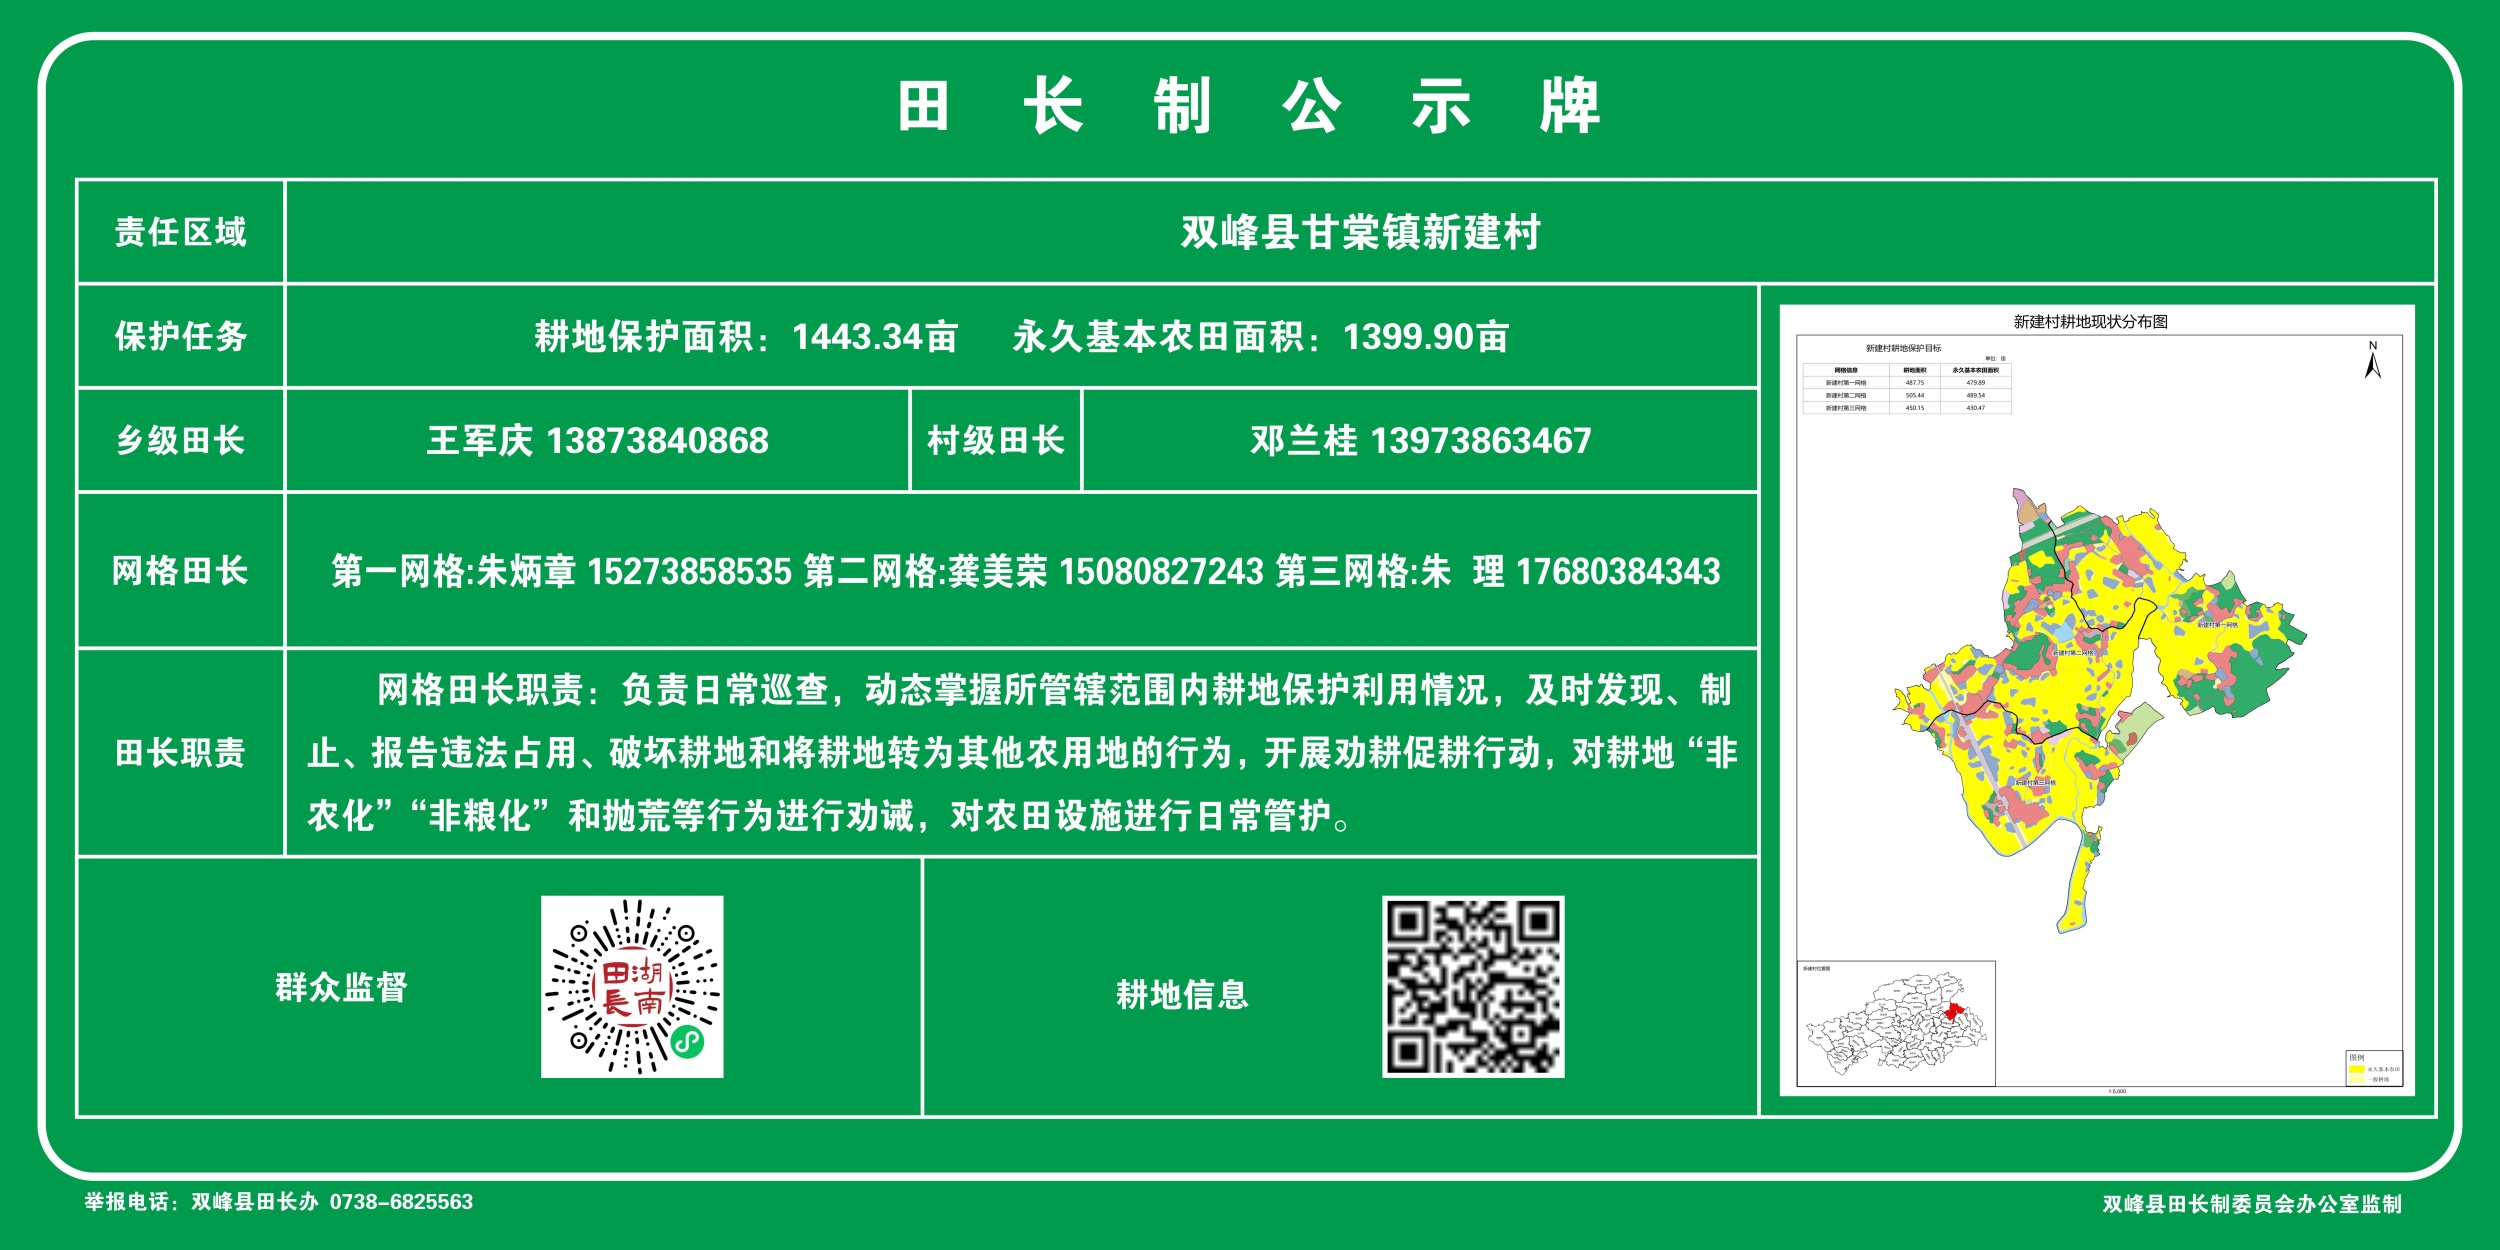 田长制公示牌
责任区域
双峰县甘棠镇新建村
保护任务
耕地保护面积：1443.34亩 永久基本农田面积：1399.90亩
乡级田长
王军庆 13873840868
村级田长
邓兰桂 13973863467
网格田长
第一网格:朱炳章 15273858535 第二网格:龚美荣 15080827243 第三网格:朱 理 17680384343
田长职责
网格田长职责：负责日常巡查，动态掌握所管辖范围内耕地保护利用情况，及时发现、制
止、报告违法占用、破坏耕地和将耕地转为其他农用地的行为，开展劝耕促耕行动，对耕地“非
农化”“非粮化”和撂荒等行为进行劝诫，对农田设施进行日常管护。
群众监督
田长
湖南
耕地信息
新建村耕地现状分布图
新建村耕地保护目标
单位：亩
网格信息 耕地面积 永久基本农田面积
新建村第一网格 487.75 479.89
新建村第二网格 505.44 489.54
新建村第三网格 450.15 430.47
N
新建村第一网格
新建村第二网格
新建村第三网格
新建村位置图
图例
永久基本农田
一般耕地
1:5,000
举报电话：双峰县田长办 0738-6825563
双峰县田长制委员会办公室监制